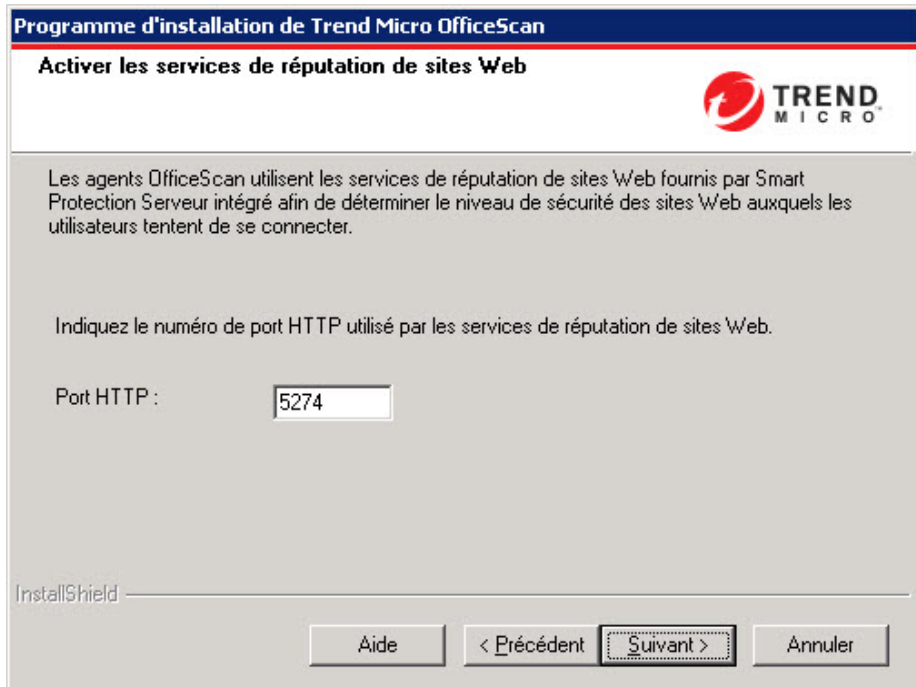 Programme d'installation de Trend Micro OfficeScan
Activer les services de réputation de sites Web
TREND
MICRO
Les agents OfficeScan utilisent les services de réputation de sites Web fournis par Smart
Protection Serveur intégré afin de déterminer le niveau de sécurité des sites Web auxquels les
utilisateurs tentent de se connecter.
Indiquez le numéro de port HTTP utilisé par les services de réputation de sites Web.
Port HTTP :
5274
InstallShield
Aide
< Précédent
Suivant >
Annuler